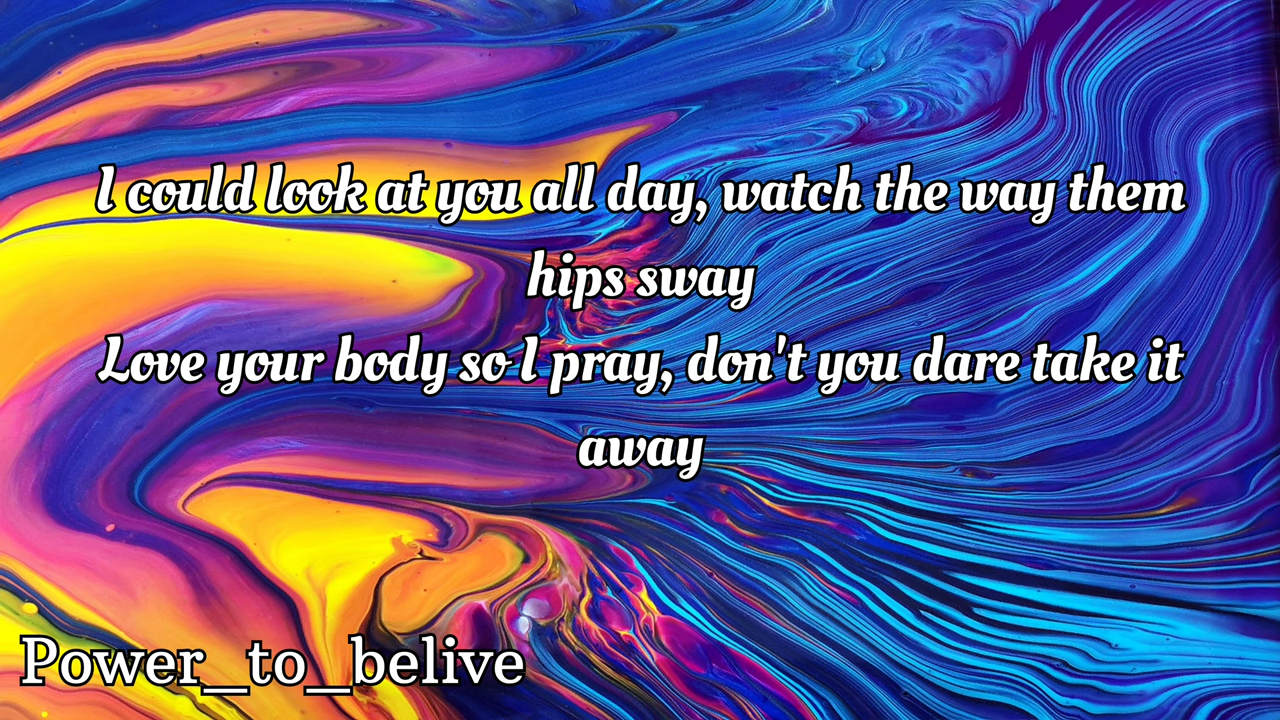 I could look at you all day, watch the way them
hips sway
Love your body so I pray, don't you dare take it
away
Power_to_belive